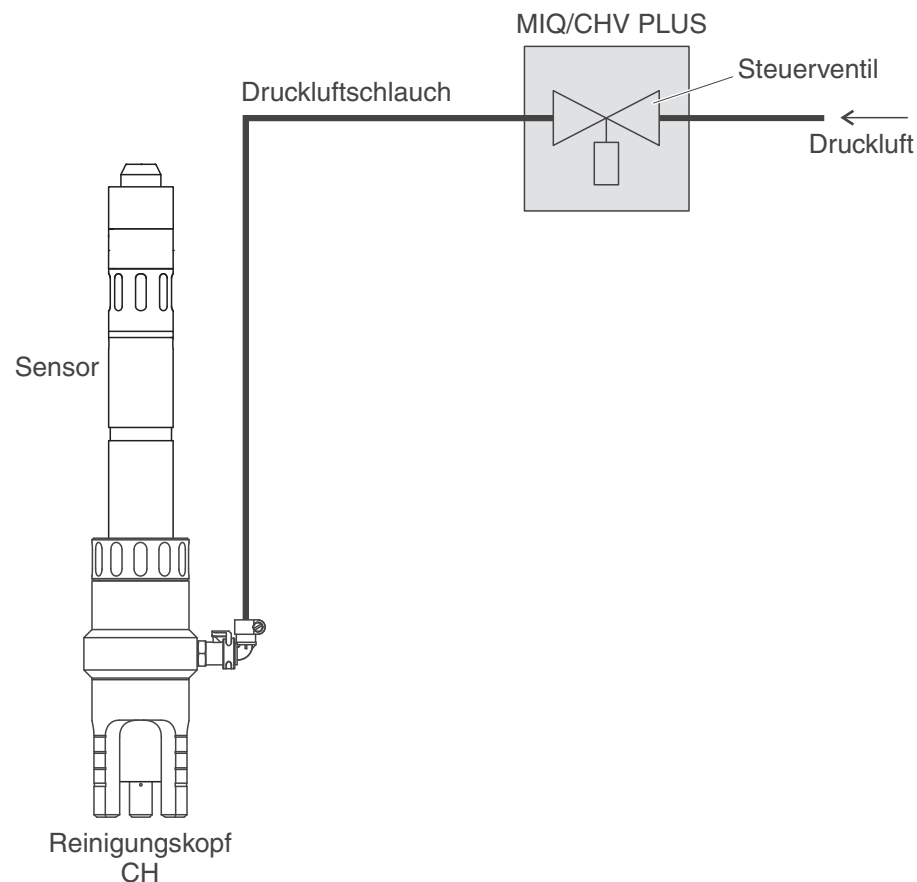 MIQ/CHV PLUS
Steuerventil
Druckluftschlauch
Druckluft
Sensor
Reinigungskopf
CH